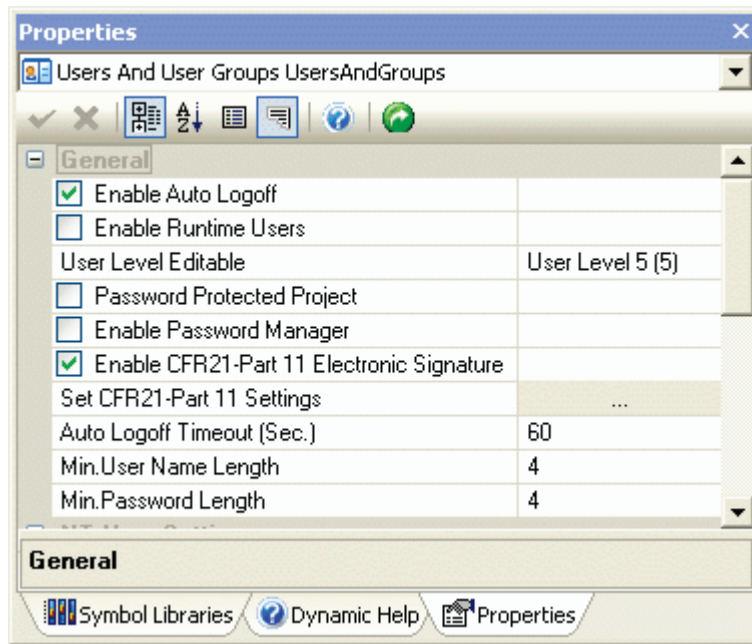 Properties
Users And User Groups UsersAndGroups
General
Enable Auto Logoff
Enable Runtime Users
User Level Editable User Level 5 (5)
Password Protected Project
Enable Password Manager
Enable CFR21-Part 11 Electronic Signature
Set CFR21-Part 11 Settings ...
Auto Logoff Timeout (Sec.) 60
Min.User Name Length 4
Min.Password Length 4
General
Symbol Libraries Dynamic Help Properties